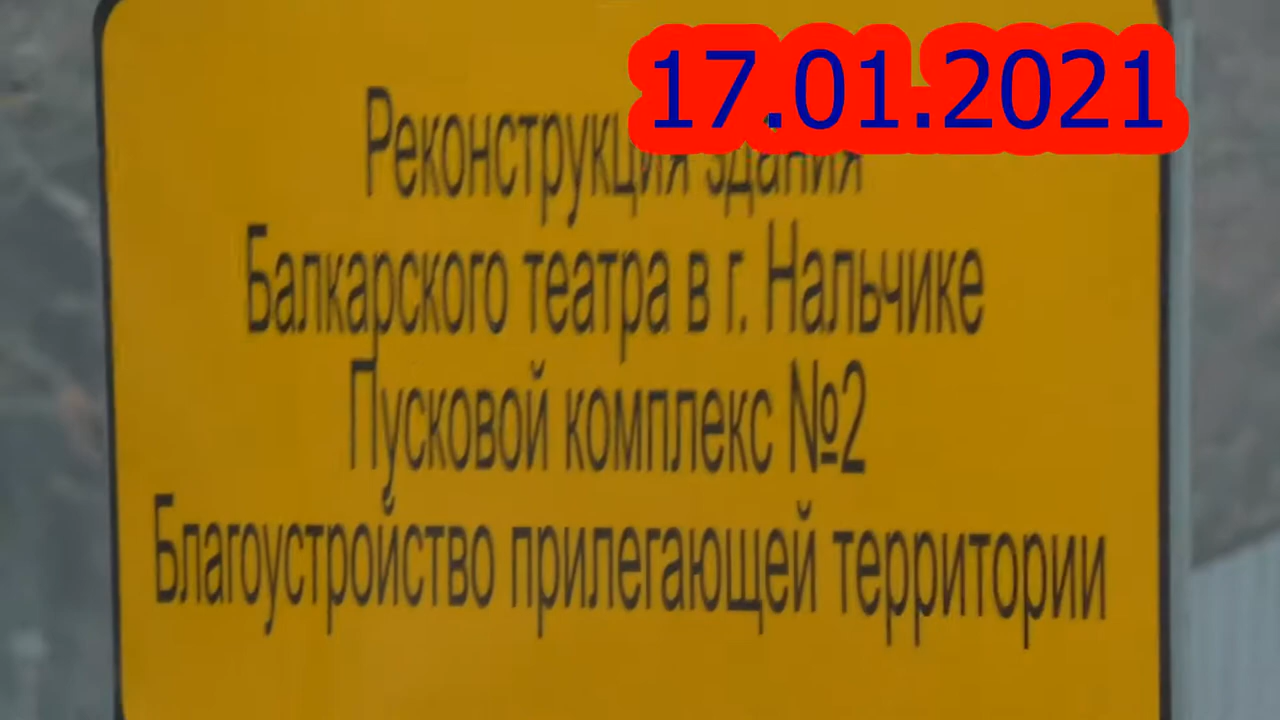 17.01.2021
Реконструкция здания
Балкарского театра в г. Нальчике
Пусковой комплекс №2
Благоустройство прилегающей территории